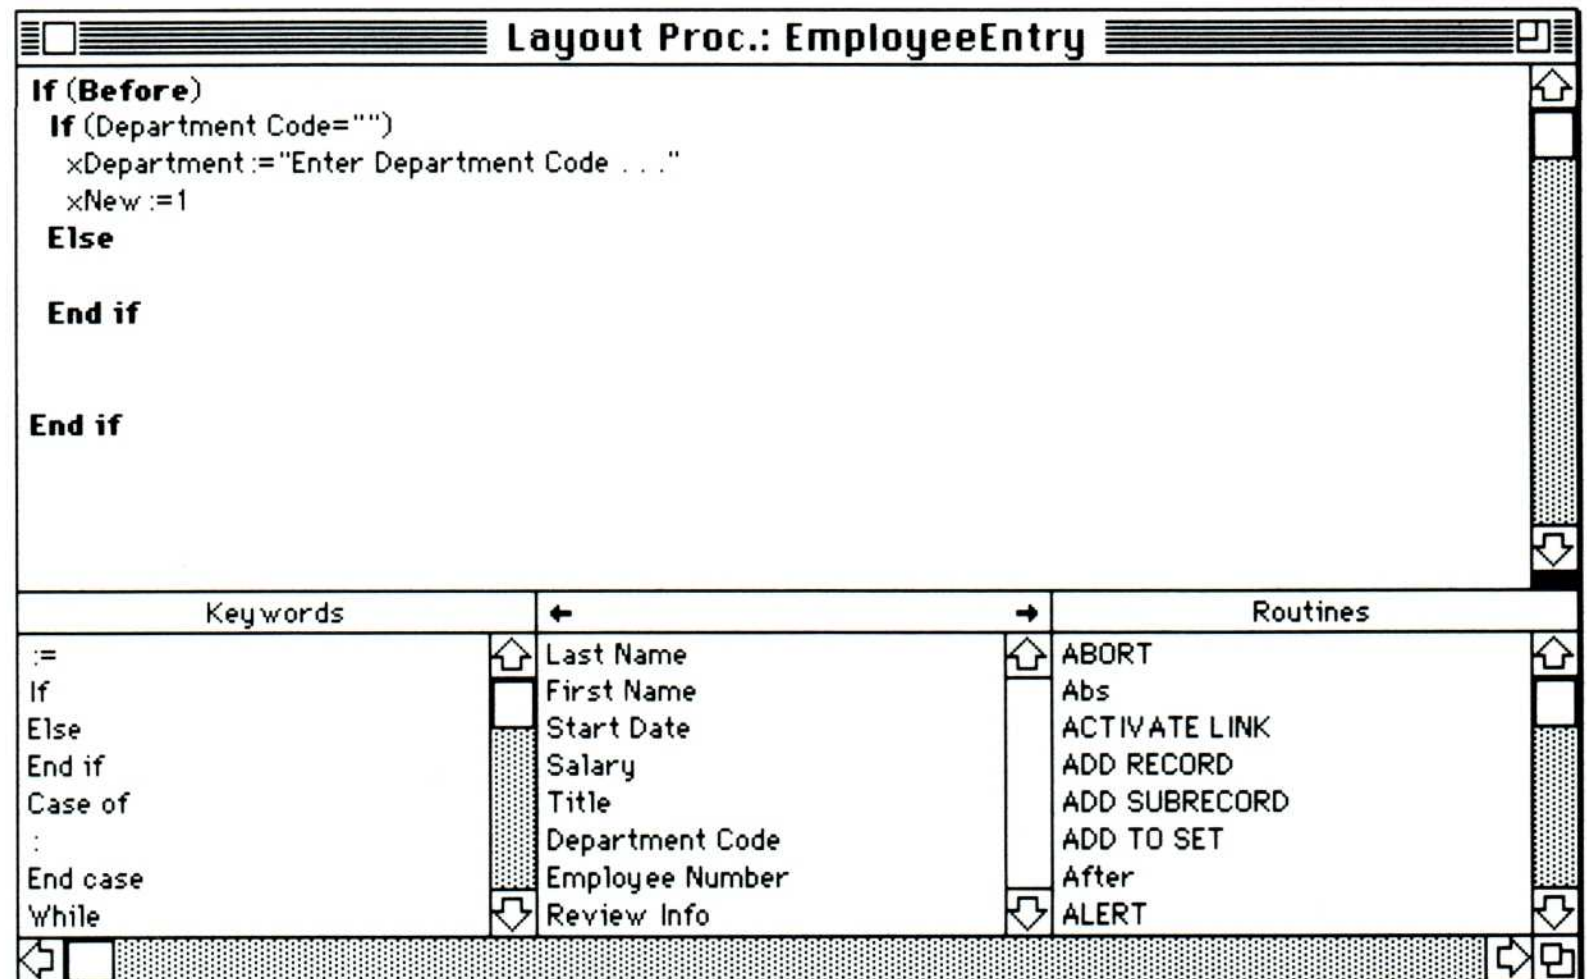 Layout Proc.: EmployeeEntry
If (Before)
If (Department Code="")
xDepartment:="Enter Department Code . . ."
xNew:=1
Else
End if
End if
Keywords
:=
If
Else
End if
Case of
:
End case
While
← →
Last Name
First Name
Start Date
Salary
Title
Department Code
Employee Number
Review Info
Routines
ABORT
Abs
ACTIVATE LINK
ADD RECORD
ADD SUBRECORD
ADD TO SET
After
ALERT